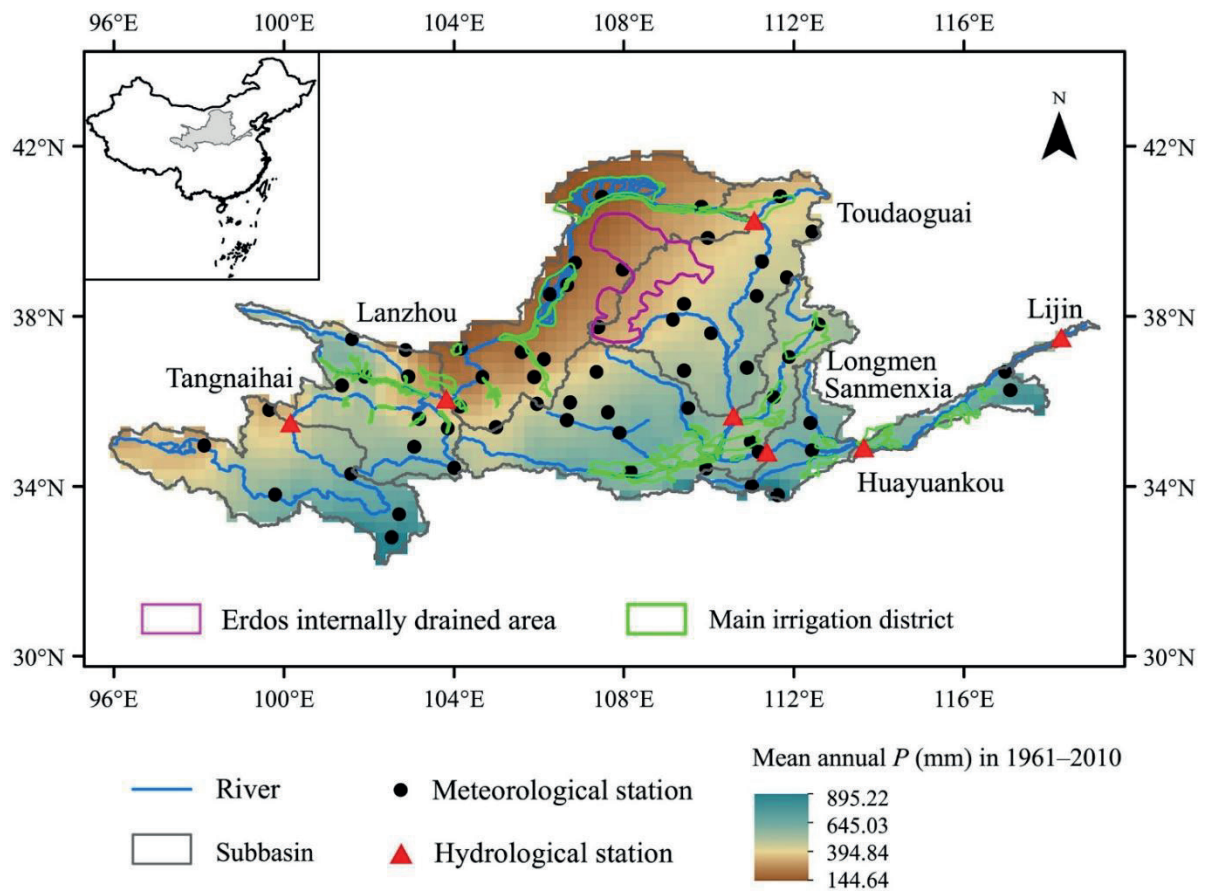 96°E 100°E 104°E 108°E 112°E 116°E
N
42°N 42°N
Toudaoguai
38°N Lanzhou Lijin 38°N
Tangnaihai Longmen
Sanmenxia
34°N Huayuankou 34°N
Erdos internally drained area Main irrigation district
30°N 30°N
96°E 100°E 104°E 108°E 112°E 116°E
Mean annual P (mm) in 1961–2010
River Meteorological station 895.22
645.03
Subbasin Hydrological station 394.84
144.64